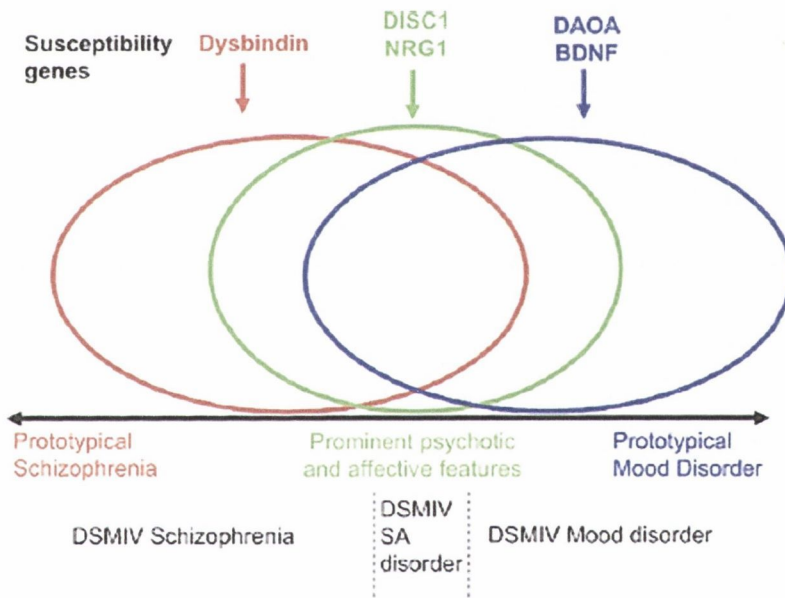 Susceptibility
genes
Dysbindin
DISC1
NRG1
DAOA
BDNF
Prototypical
Schizophrenia
Prominent psychotic
and affective features
Prototypical
Mood Disorder
DSMIV Schizophrenia
DSMIV
SA
disorder
DSMIV Mood disorder